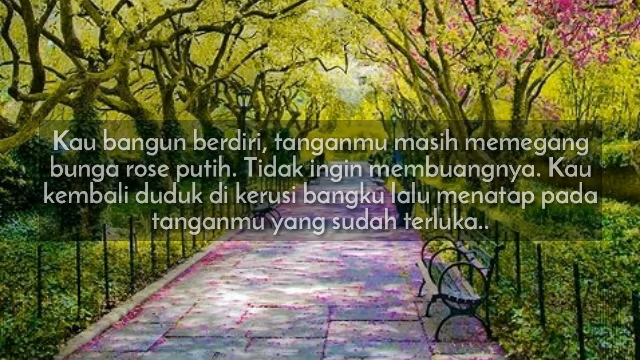 Kau bangun berdiri, tanganmu masih memegang
bunga rose putih. Tidak ingin membuangnya. Kau
kembali duduk di kerusi bangku lalu menatap pada
tanganmu yang sudah terluka..